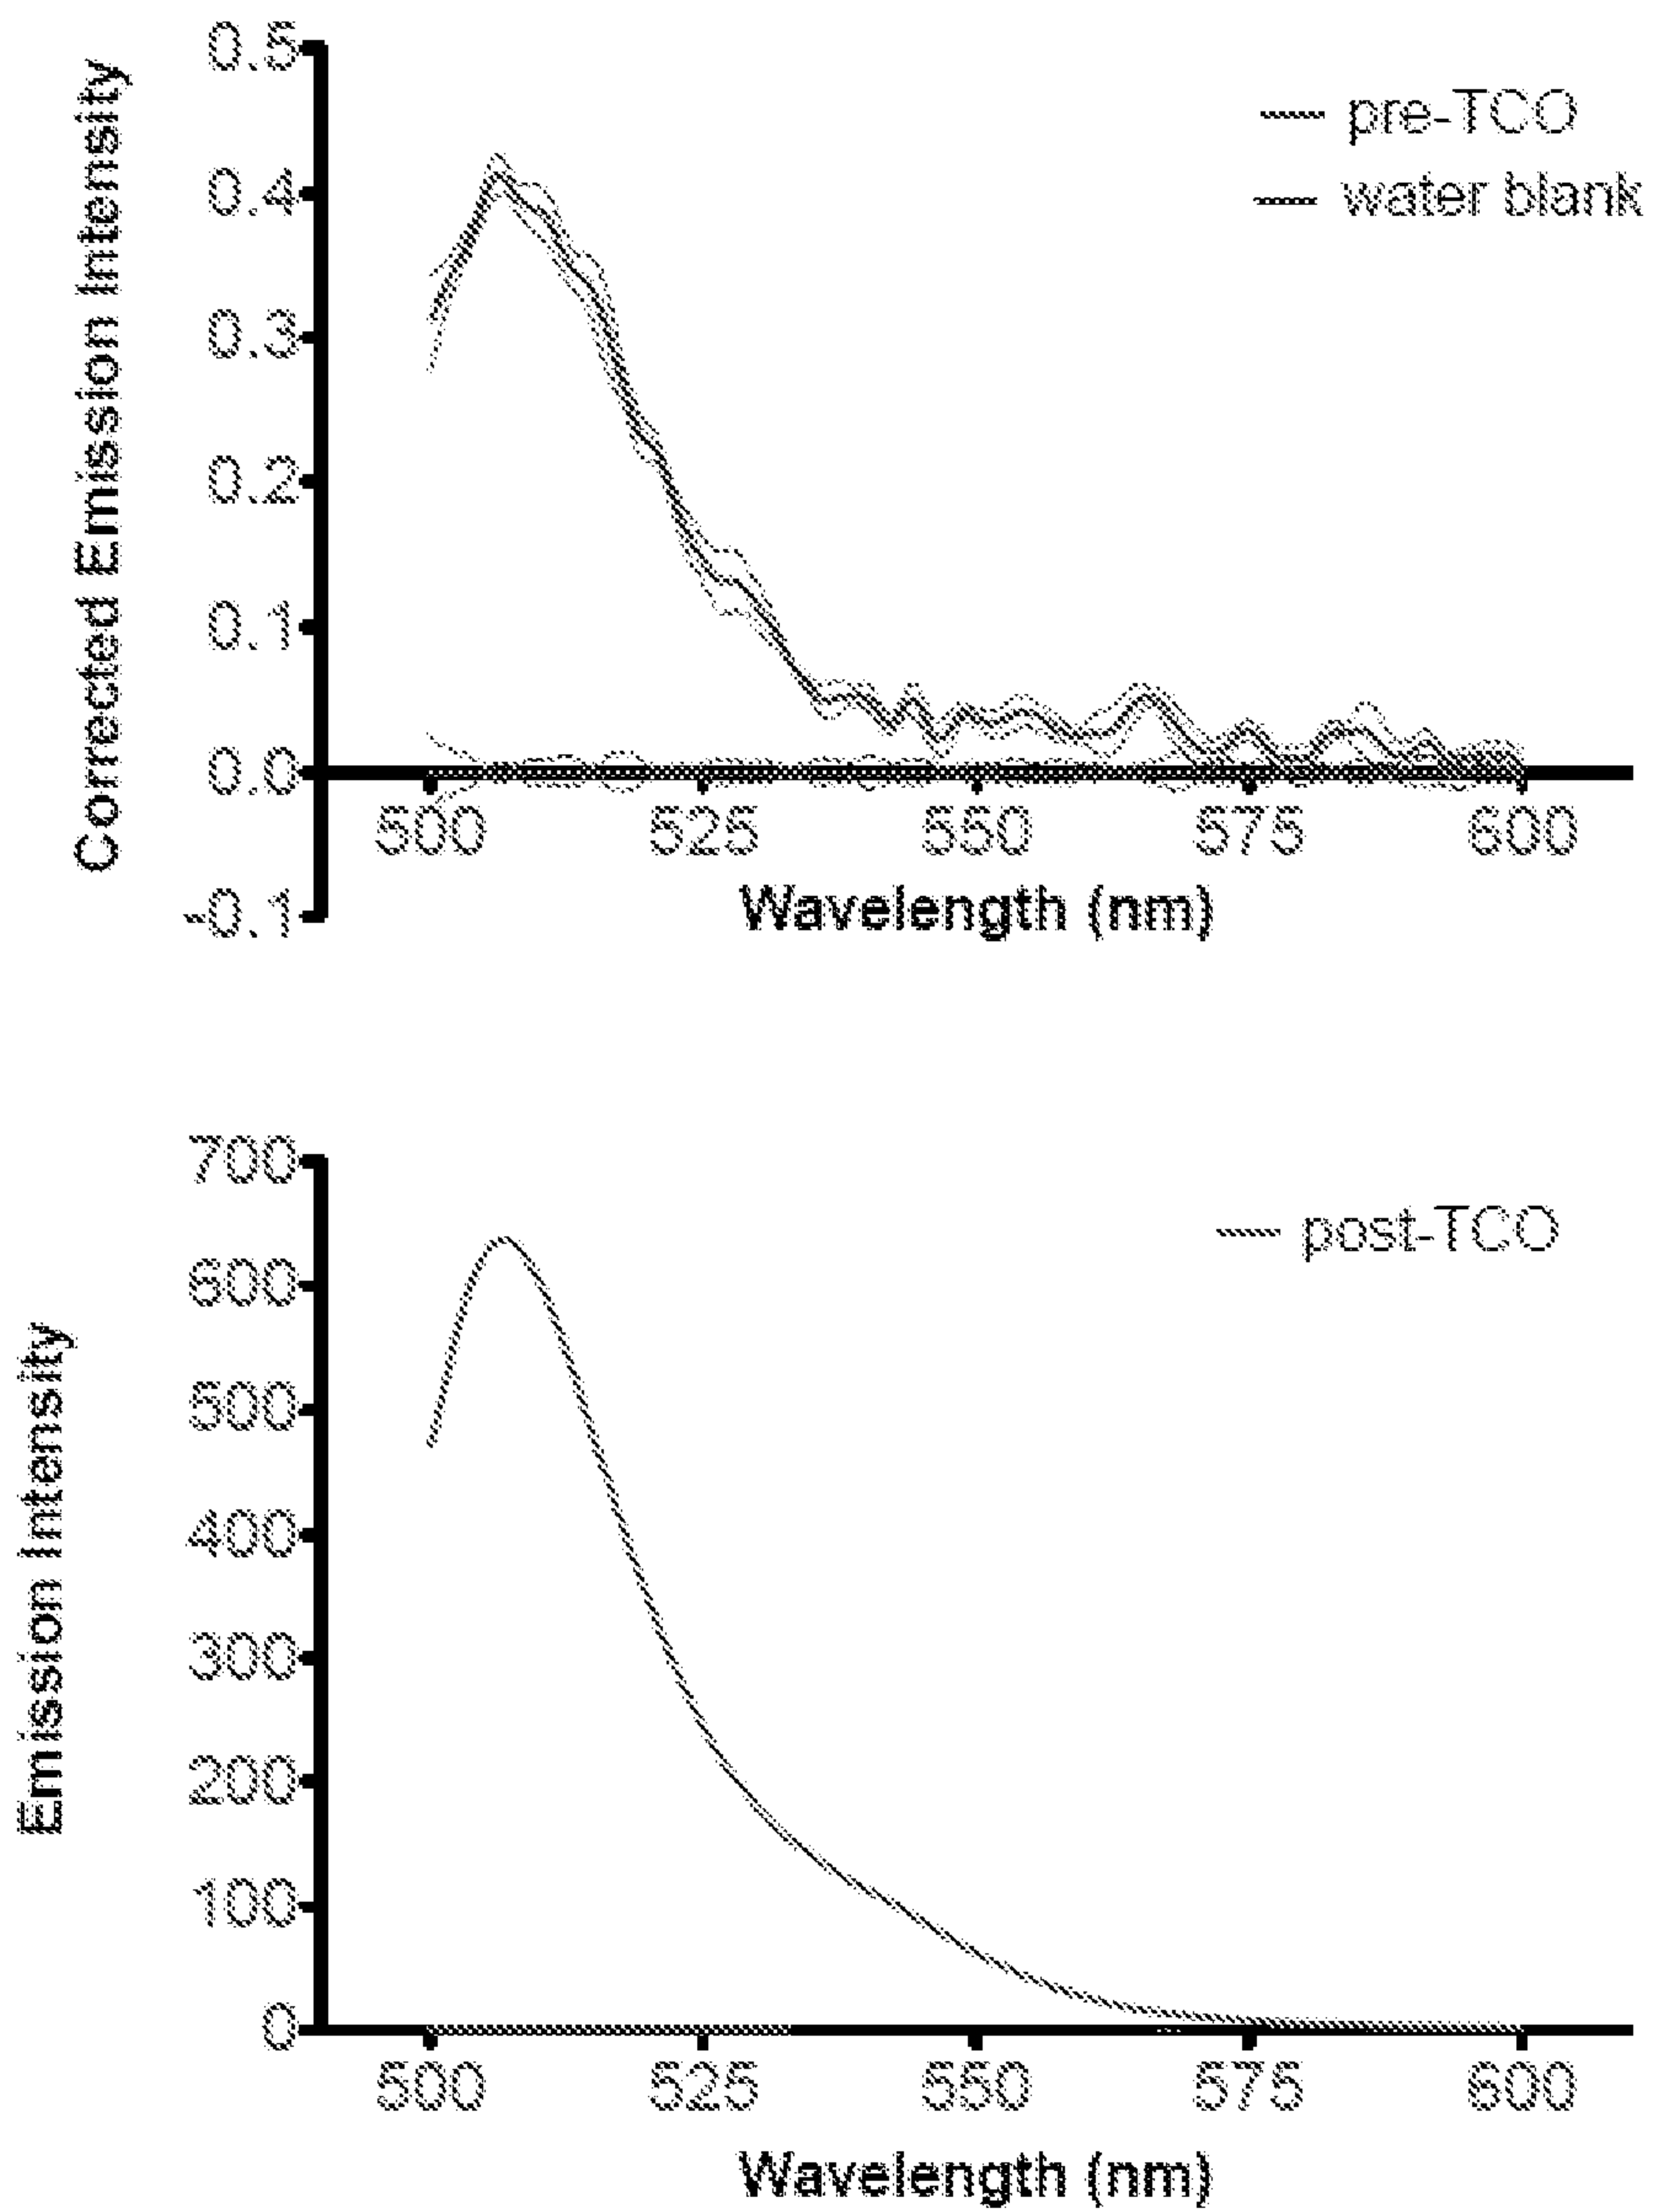 Corrected Emission Intensity
0.5
0.4
0.3
0.2
0.1
0.0
-0.1
pre-TCO
water blank
500 525 550 575 600
Wavelength (nm)
Emission Intensity
700
600
500
400
300
200
100
0
post-TCO
500 525 550 575 600
Wavelength (nm)